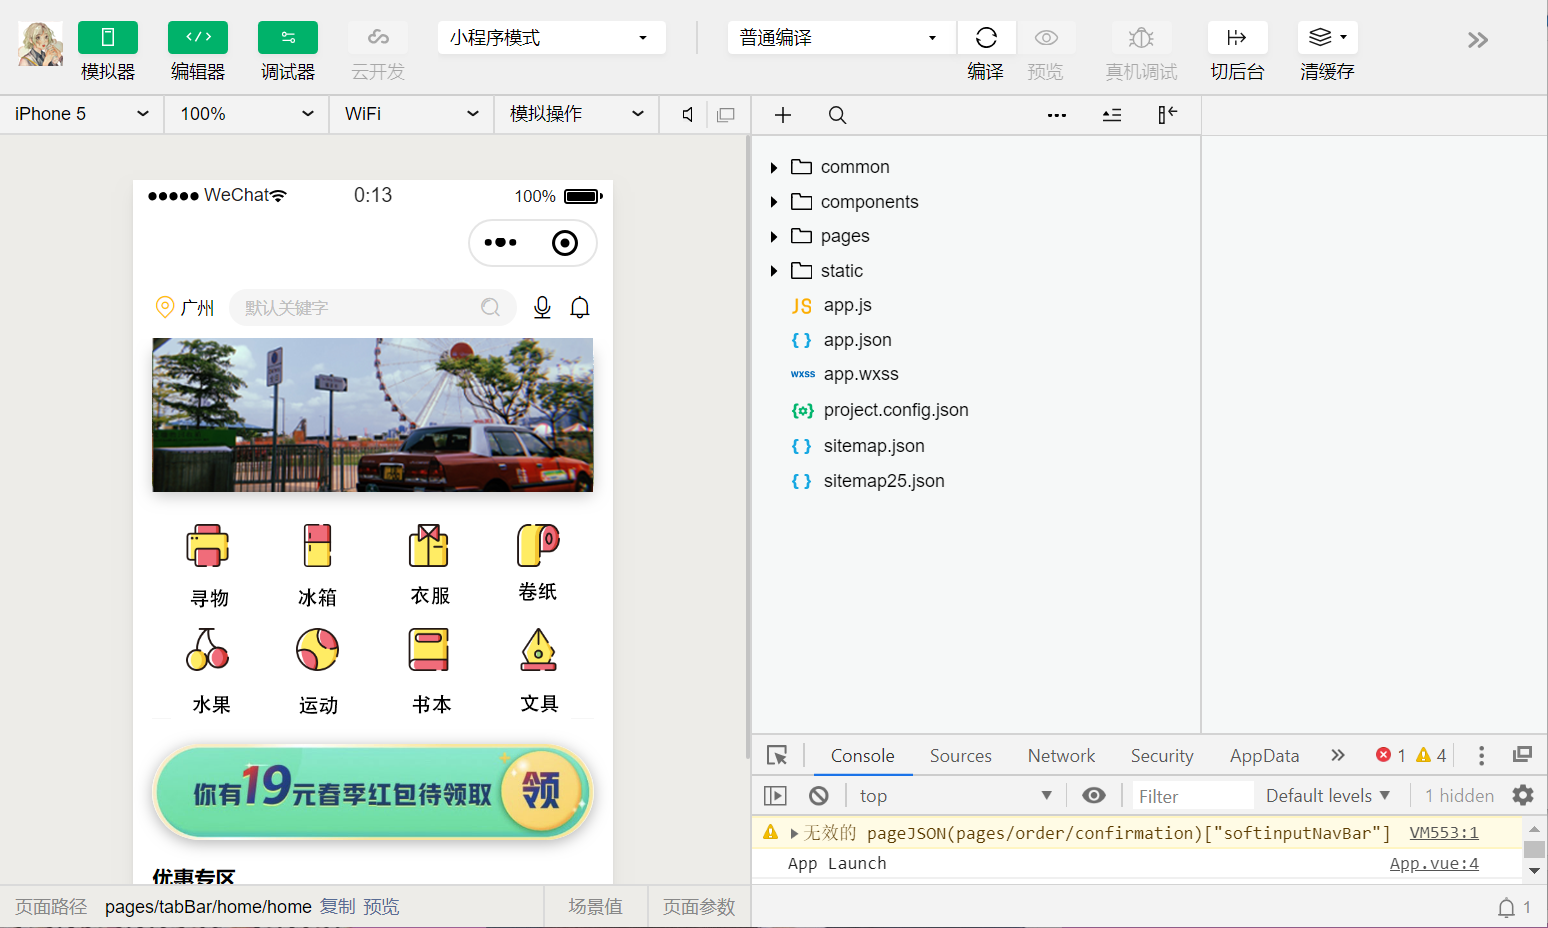 小程序模式
普通编译
模拟器 编辑器 调试器 云开发 编译 预览 真机调试 切后台 清缓存
iPhone 5 100% WiFi 模拟操作
WeChat 0:13 100%
广州 默认关键字
寻物 冰箱 衣服 卷纸
水果 运动 书本 文具
你有19元春季红包待领取 领
优惠专区
页面路径 pages/tabBar/home/home 复制 预览 场景值 页面参数
common
components
pages
static
JS app.js
{ } app.json
wxss app.wxss
project.config.json
{ } sitemap.json
{ } sitemap25.json
Console Sources Network Security AppData 1 4
top Filter Default levels 1 hidden
无效的 pageJSON(pages/order/confirmation)["softinputNavBar"] VM553:1
App Launch App.vue:4
1